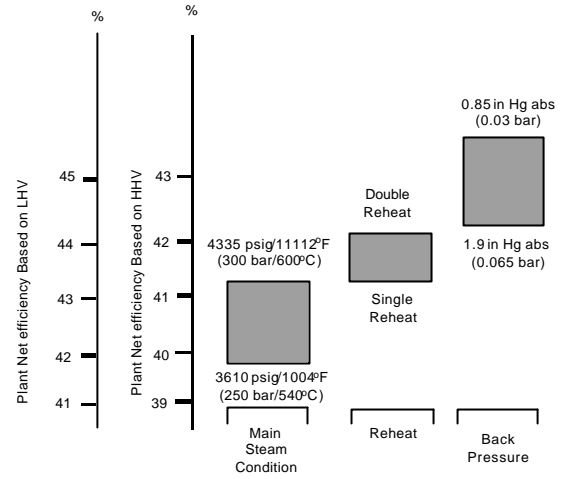 %
%
Plant Net efficiency Based on LHV
45
44
43
42
41
Plant Net efficiency Based on HHV
43
42
41
40
39
4335 psig/11112ºF
(300 bar/600ºC)
3610 psig/1004ºF
(250 bar/540ºC)
Double
Reheat
Single
Reheat
0.85 in Hg abs
(0.03 bar)
1.9 in Hg abs
(0.065 bar)
Main
Steam
Condition
Reheat
Back
Pressure